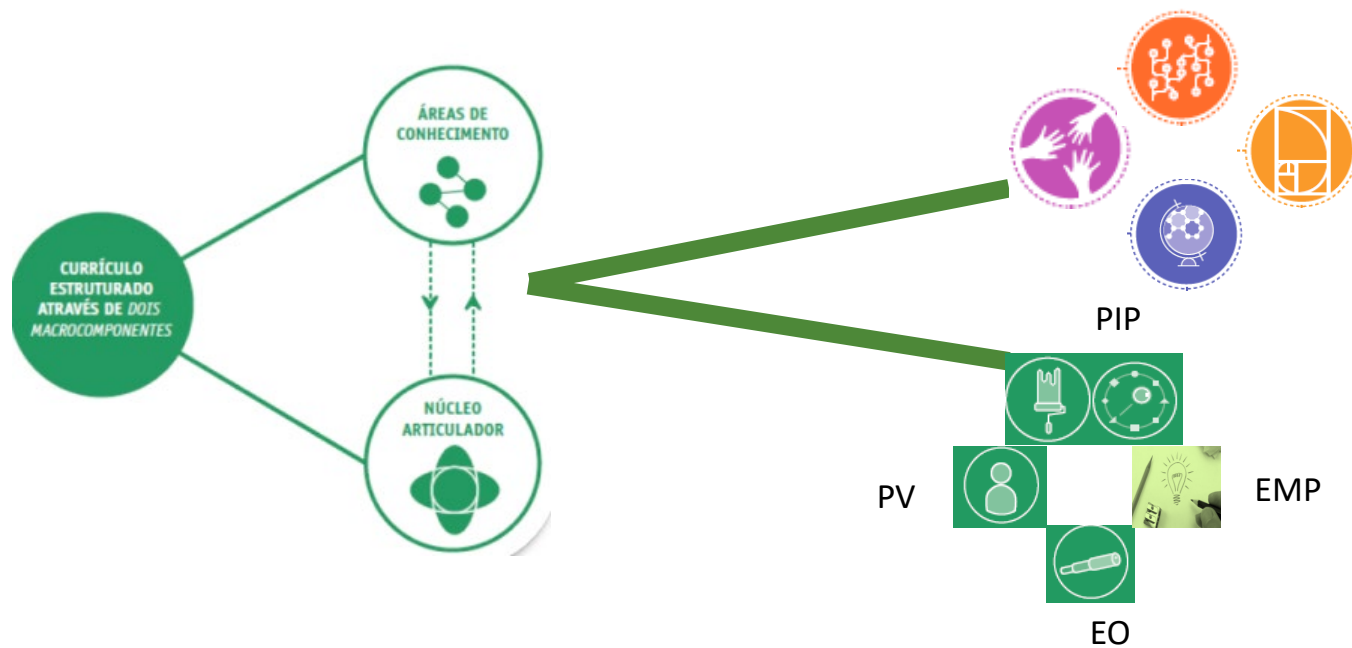 ÁREAS DE
CONHECIMENTO
CURRÍCULO
ESTRUTURADO
ATRAVÉS DE DOIS
MACROCOMPONENTES
NÚCLEO
ARTICULADOR
PIP
PV
EMP
EO